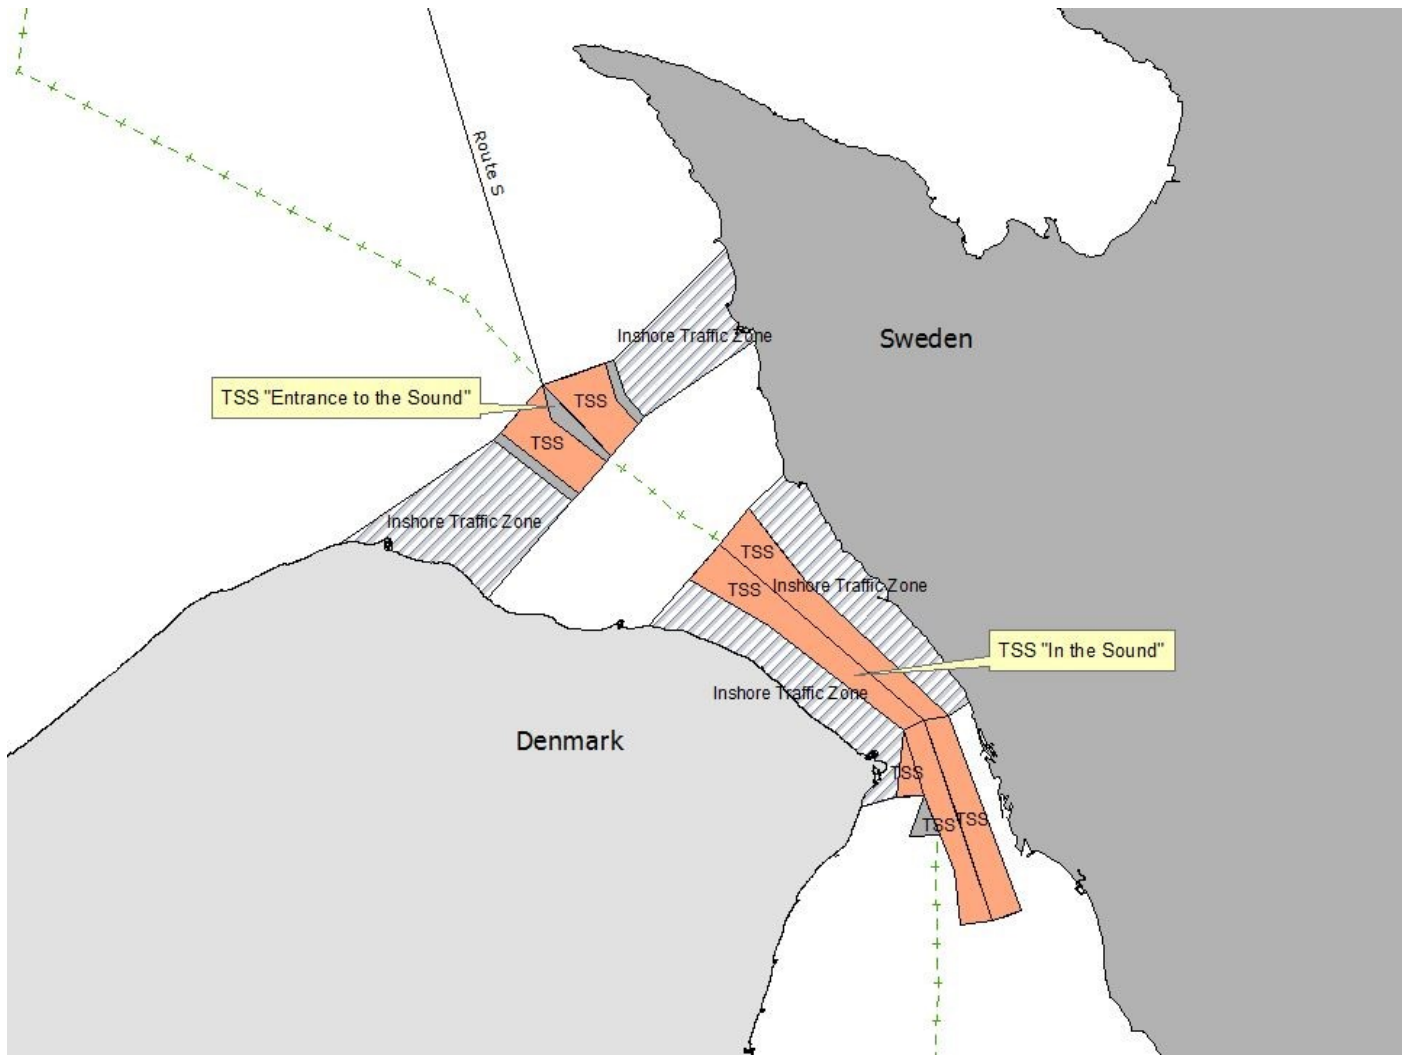 Route S
Inshore Traffic Zone
Sweden
TSS "Entrance to the Sound"
TSS
TSS
Inshore Traffic Zone
TSS
TSS
Inshore Traffic Zone
TSS "In the Sound"
Inshore Traffic Zone
Denmark
TSS
TSS
TSS